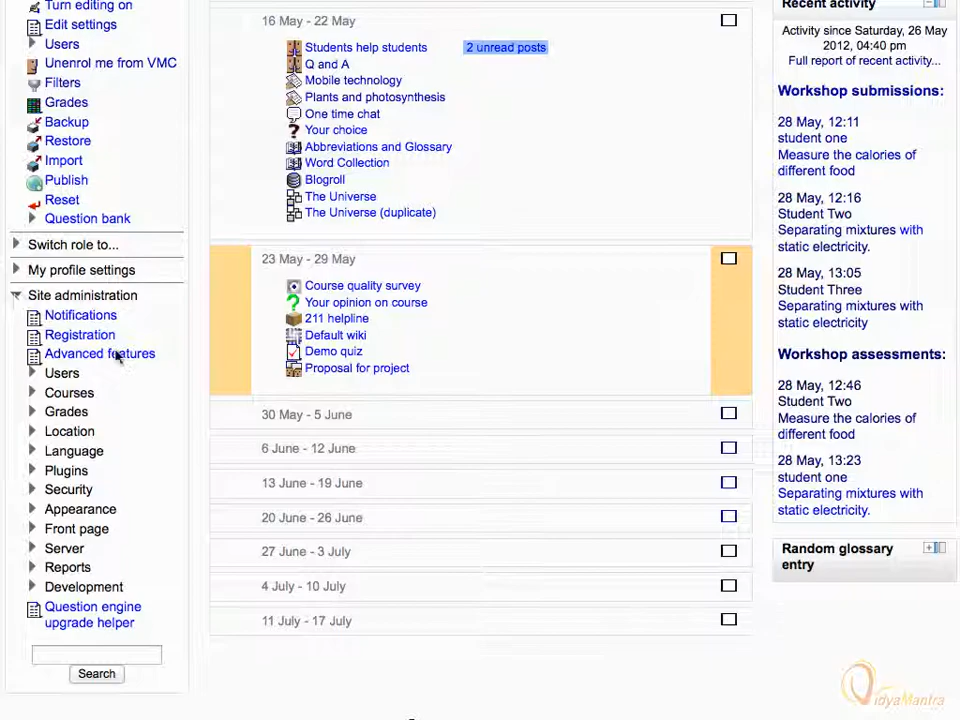 Turn editing on
Edit settings
Users
Unenrol me from VMC
Filters
Grades
Backup
Restore
Import
Publish
Reset
Question bank
Switch role to...
My profile settings
Site administration
Notifications
Registration
Advanced features
Users
Courses
Grades
Location
Language
Plugins
Security
Appearance
Front page
Server
Reports
Development
Question engine
upgrade helper
Search
16 May - 22 May
Students help students 2 unread posts
Q and A
Mobile technology
Plants and photosynthesis
One time chat
Your choice
Abbreviations and Glossary
Word Collection
Blogroll
The Universe
The Universe (duplicate)
23 May - 29 May
Course quality survey
Your opinion on course
211 helpline
Default wiki
Demo quiz
Proposal for project
30 May - 5 June
6 June - 12 June
13 June - 19 June
20 June - 26 June
27 June - 3 July
4 July - 10 July
11 July - 17 July
Recent activity
Activity since Saturday, 26 May
2012, 04:40 pm
Full report of recent activity...
Workshop submissions:
28 May, 12:11
student one
Measure the calories of
different food
28 May, 12:16
Student Two
Separating mixtures with
static electricity.
28 May, 13:05
Student Three
Separating mixtures with
static electricity
Workshop assessments:
28 May, 12:46
Student Two
Measure the calories of
different food
28 May, 13:23
student one
Separating mixtures with
static electricity.
Random glossary
entry
VidyaMantra